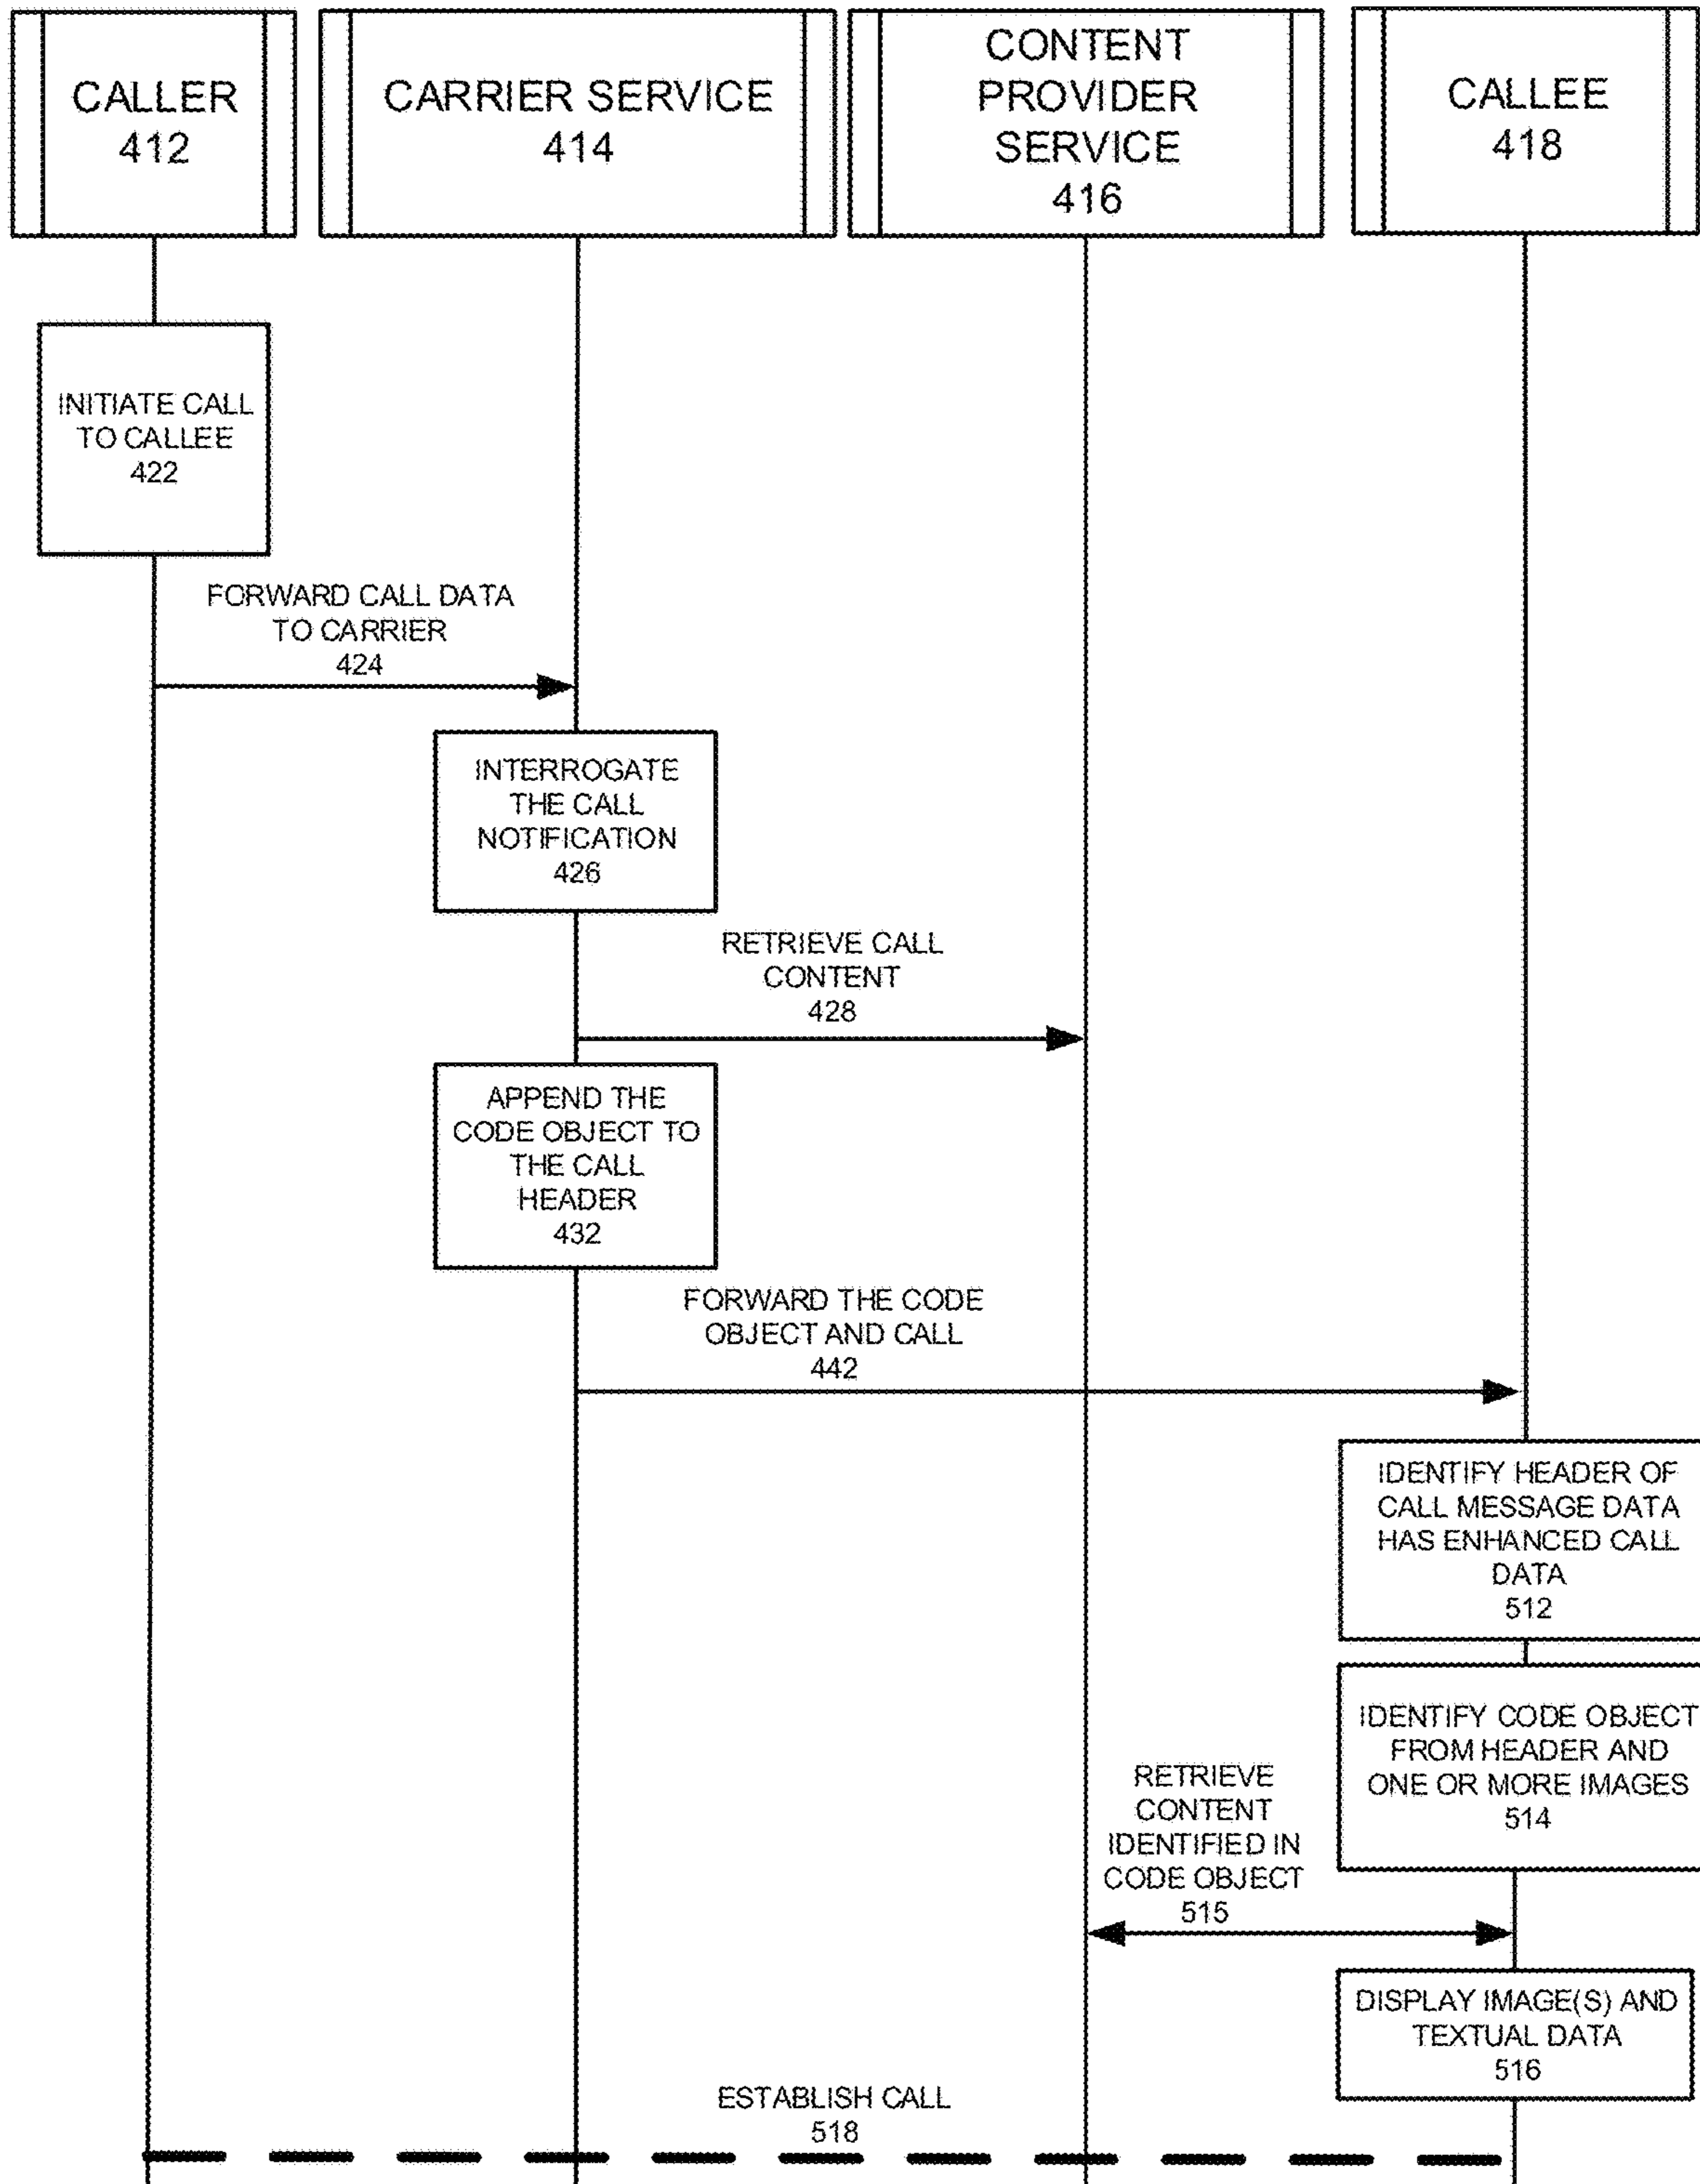 CALLER
412
CARRIER SERVICE
414
CONTENT
PROVIDER
SERVICE
416
CALLEE
418
INITIATE CALL
TO CALLEE
422
FORWARD CALL DATA
TO CARRIER
424
INTERROGATE
THE CALL
NOTIFICATION
426
RETRIEVE CALL
CONTENT
428
APPEND THE
CODE OBJECT TO
THE CALL
HEADER
432
FORWARD THE CODE
OBJECT AND CALL
442
IDENTIFY HEADER OF
CALL MESSAGE DATA
HAS ENHANCED CALL
DATA
512
IDENTIFY CODE OBJECT
FROM HEADER AND
ONE OR MORE IMAGES
514
RETRIEVE
CONTENT
IDENTIFIED IN
CODE OBJECT
515
DISPLAY IMAGE(S) AND
TEXTUAL DATA
516
ESTABLISH CALL
518